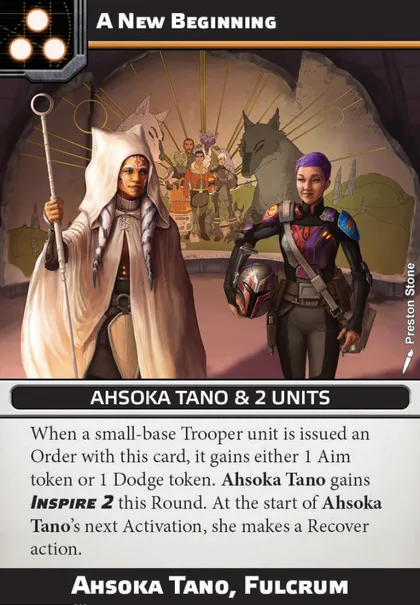 A New Beginning
Preston Stone
AHSOKA TANO & 2 UNITS
When a small-base Trooper unit is issued an
Order with this card, it gains either 1 Aim
token or 1 Dodge token. Ahsoka Tano gains
Inspire 2 this Round. At the start of Ahsoka
Tano's next Activation, she makes a Recover
action.
Ahsoka Tano, Fulcrum